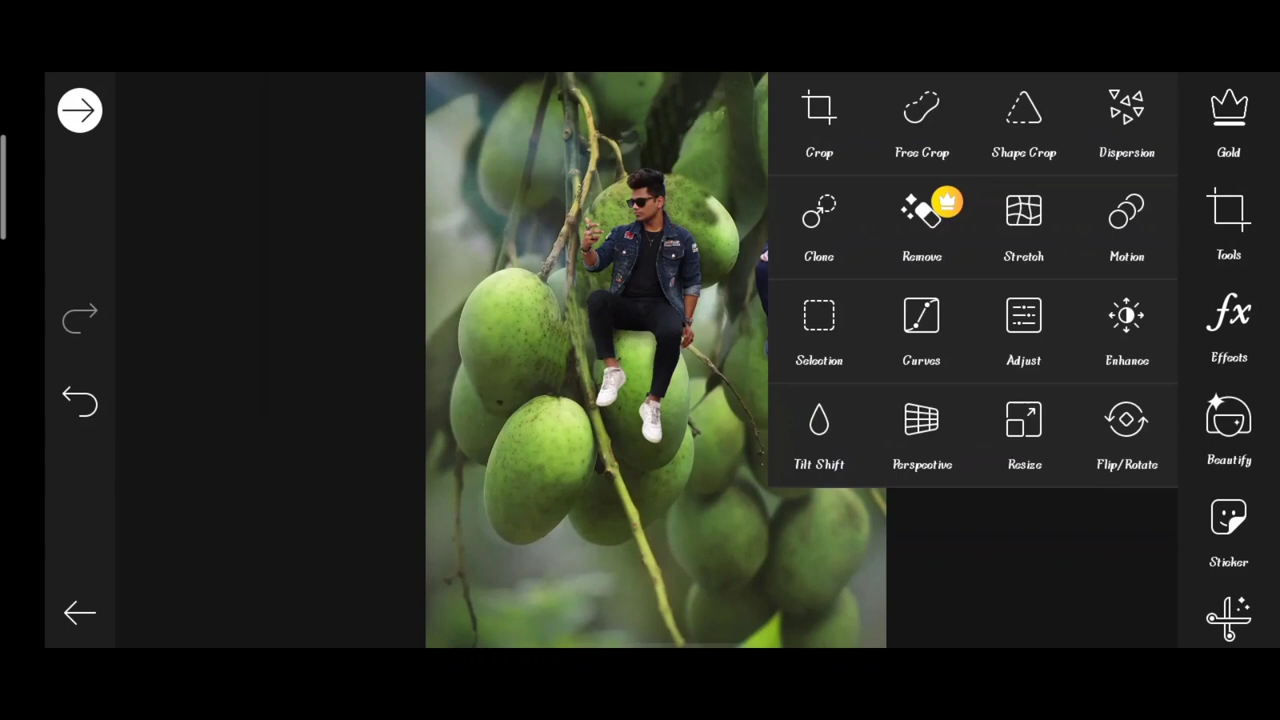 Crop
Free Crop
Shape Crop
Dispersion
Clone
Remove
Stretch
Motion
Selection
Curves
Adjust
Enhance
Tilt Shift
Perspective
Resize
Flip/Rotate
Gold
Tools
fx
Effects
Beautify
Sticker